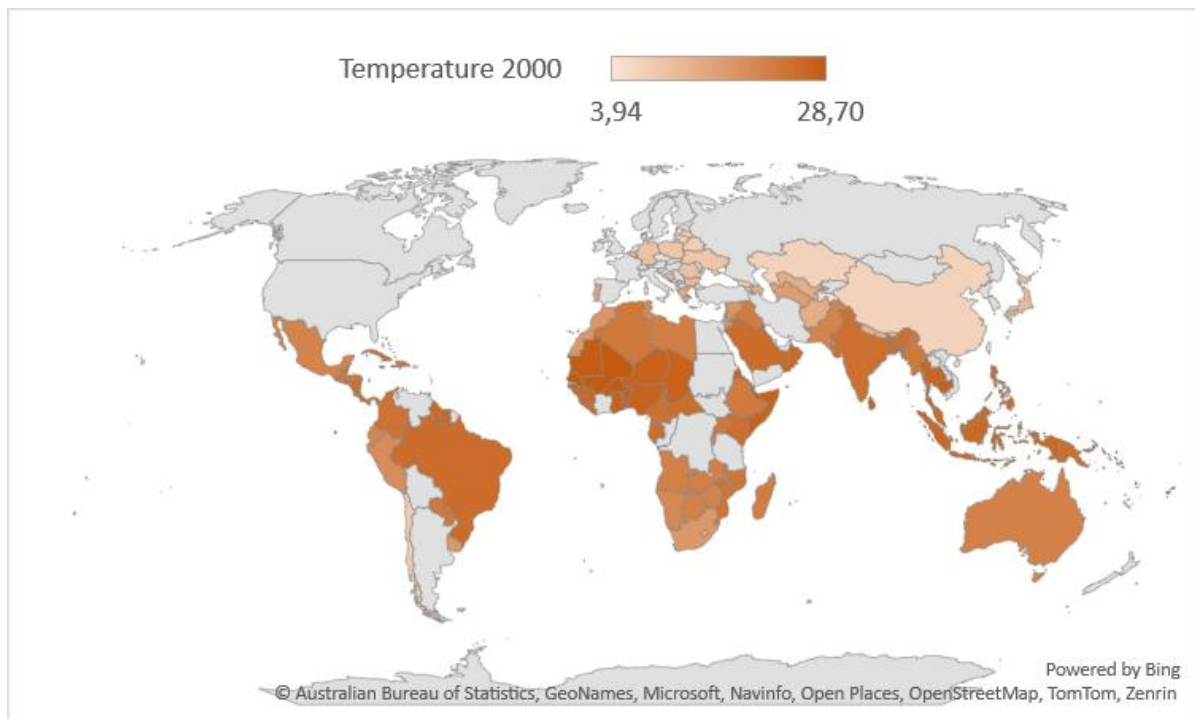 Temperature 2000
3,94 28,70
Powered by Bing
© Australian Bureau of Statistics, GeoNames, Microsoft, Navinfo, Open Places, OpenStreetMap, TomTom, Zenrin